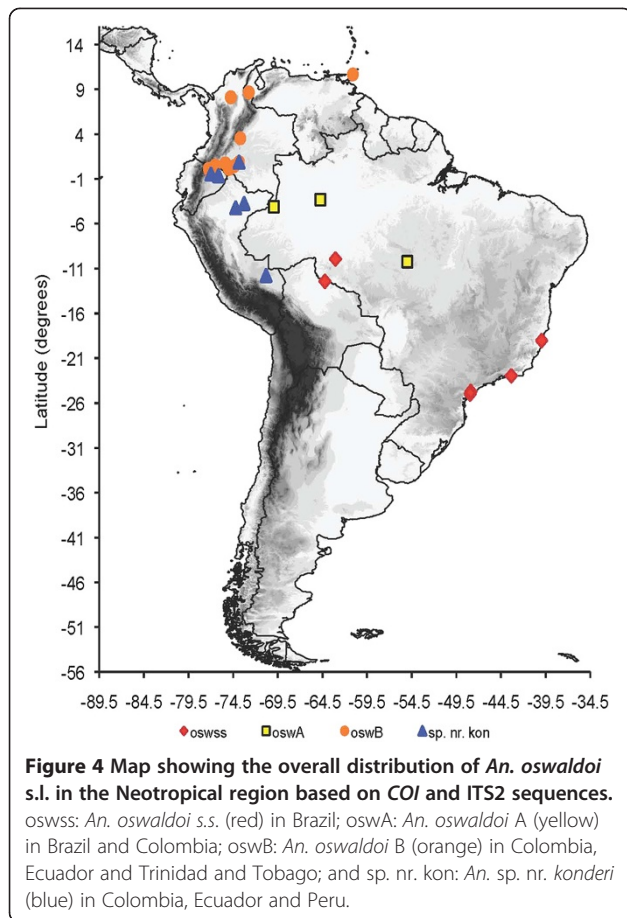 14
9
4
-1
-6
-11
-16
-21
-26
-31
-36
-41
-46
-51
-56
Latitude (degrees)
-89.5 -84.5 -79.5 -74.5 -69.5 -64.5 -59.5 -54.5 -49.5 -44.5 -39.5 -34.5
oswss oswA oswB sp. nr. kon
Figure 4 Map showing the overall distribution of An. oswaldoi
s.l. in the Neotropical region based on COI and ITS2 sequences.
oswss: An. oswaldoi s.s. (red) in Brazil; oswA: An. oswaldoi A (yellow)
in Brazil and Colombia; oswB: An. oswaldoi B (orange) in Colombia,
Ecuador and Trinidad and Tobago; and sp. nr. kon: An. sp. nr. konderi
(blue) in Colombia, Ecuador and Peru.